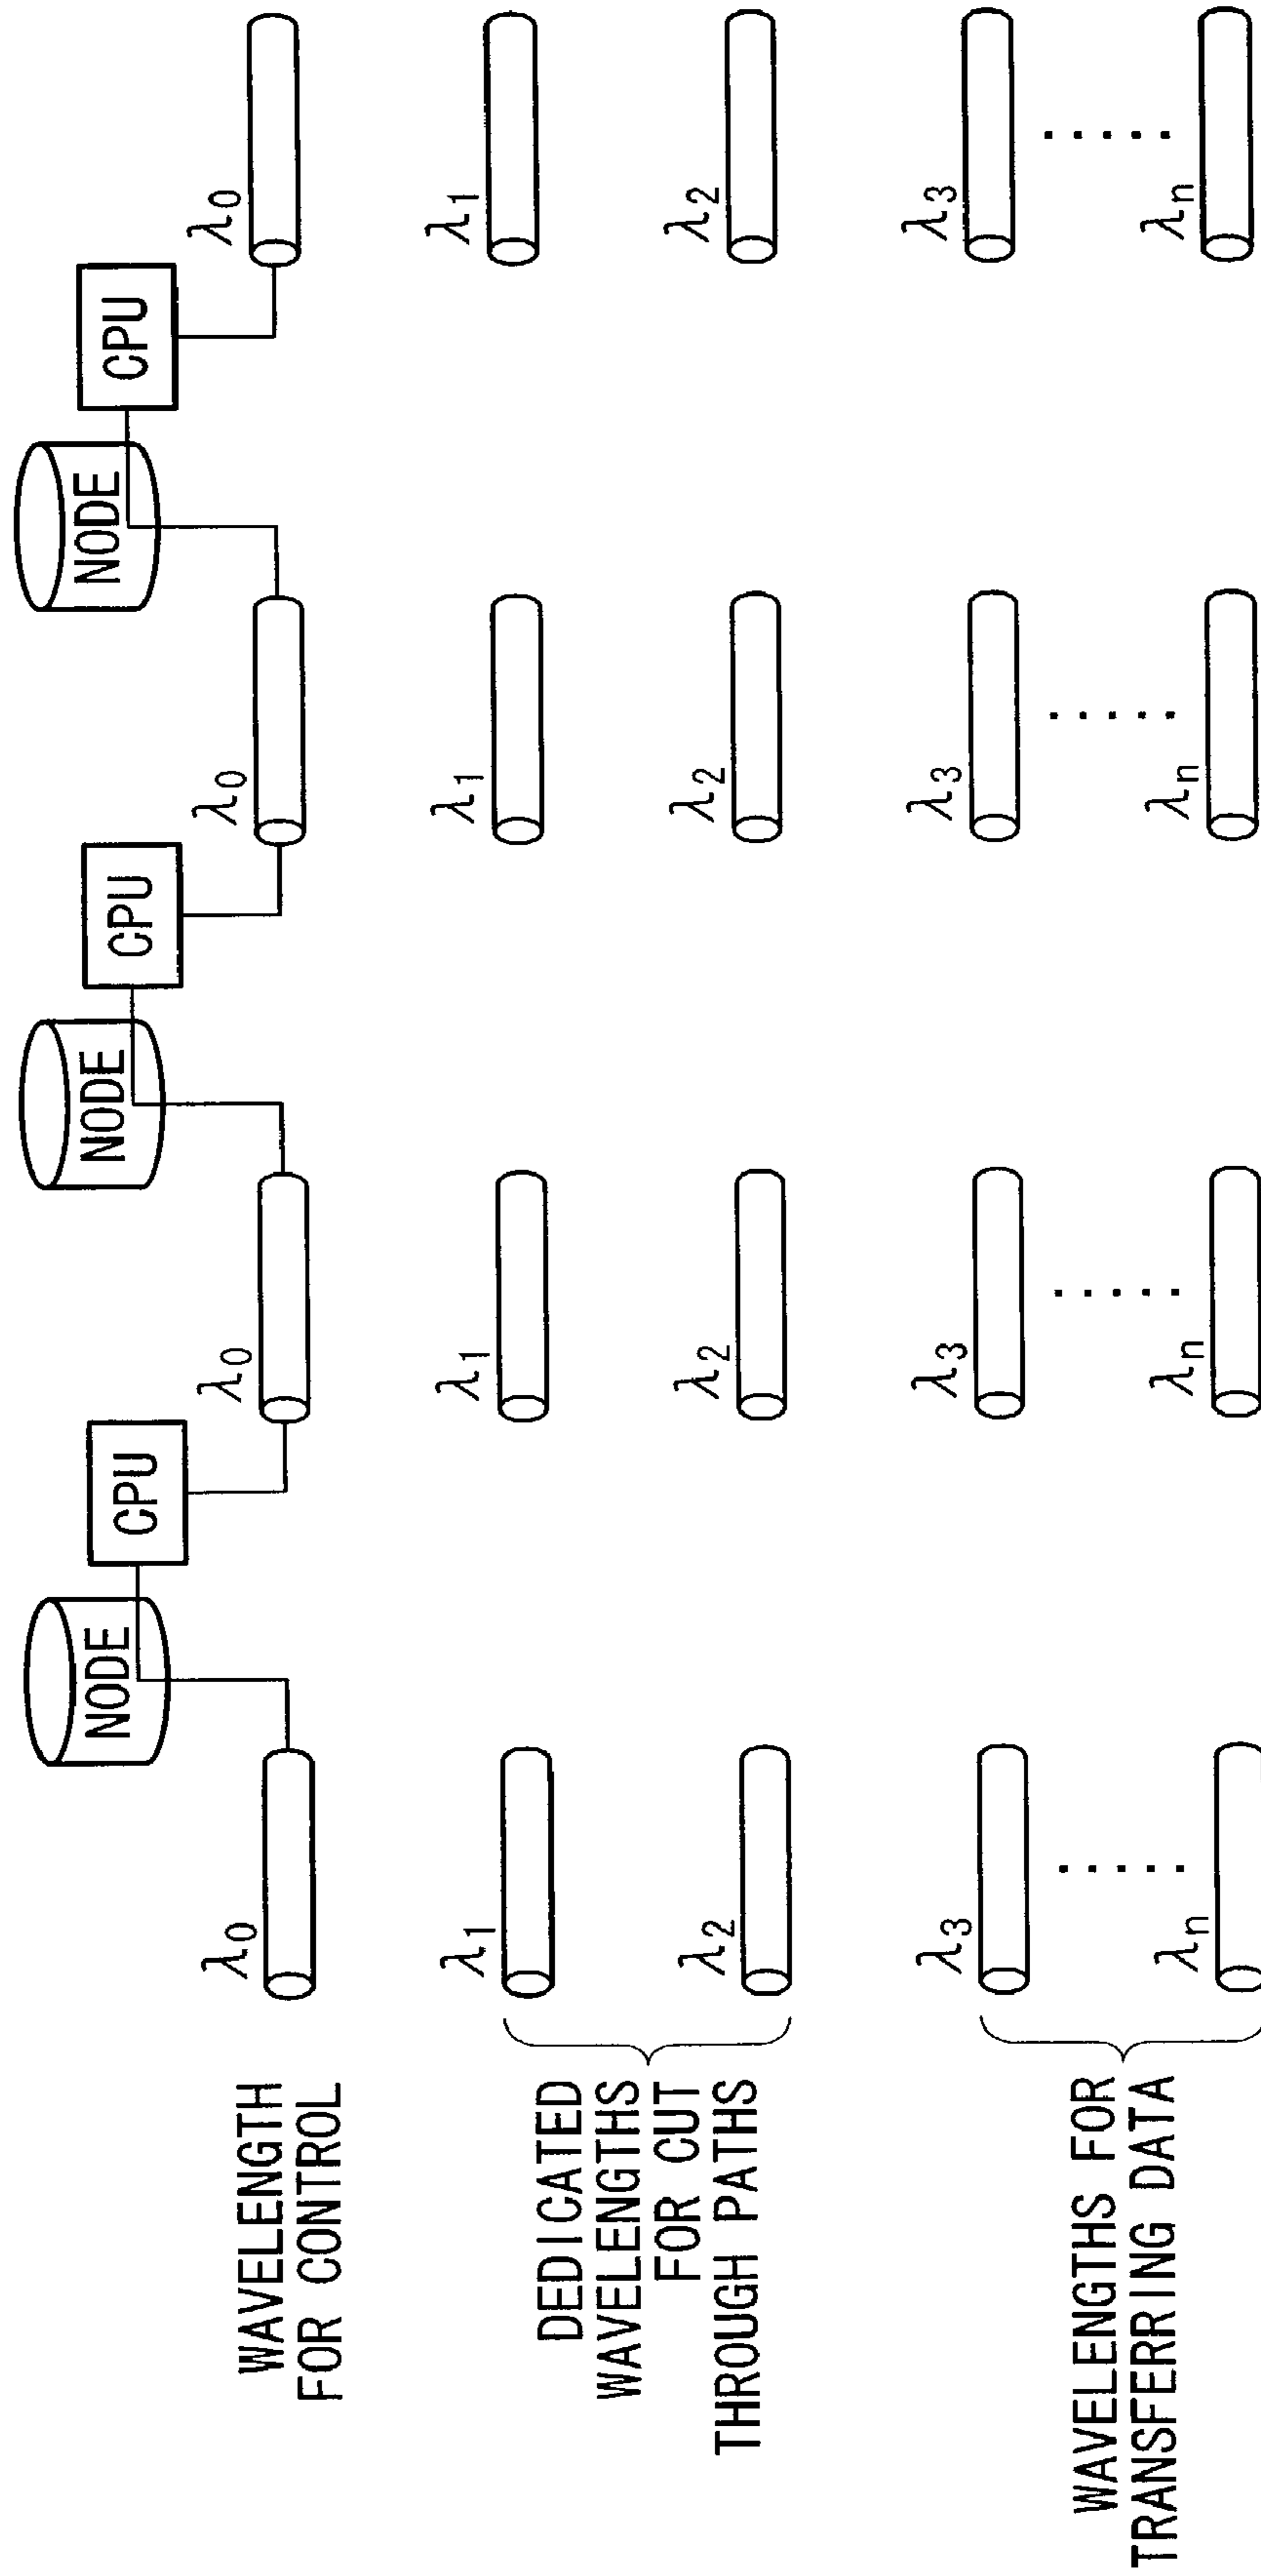 NODE
CPU
NODE
CPU
NODE
CPU
WAVELENGTH
FOR CONTROL
λ0
λ0
λ0
λ0
DEDICATED
WAVELENGTHS
FOR CUT
THROUGH PATHS
λ1
λ1
λ1
λ1
λ2
λ2
λ2
λ2
WAVELENGTHS FOR
TRANSFERRING DATA
λ3
λ3
λ3
λ3
λn
λn
λn
λn